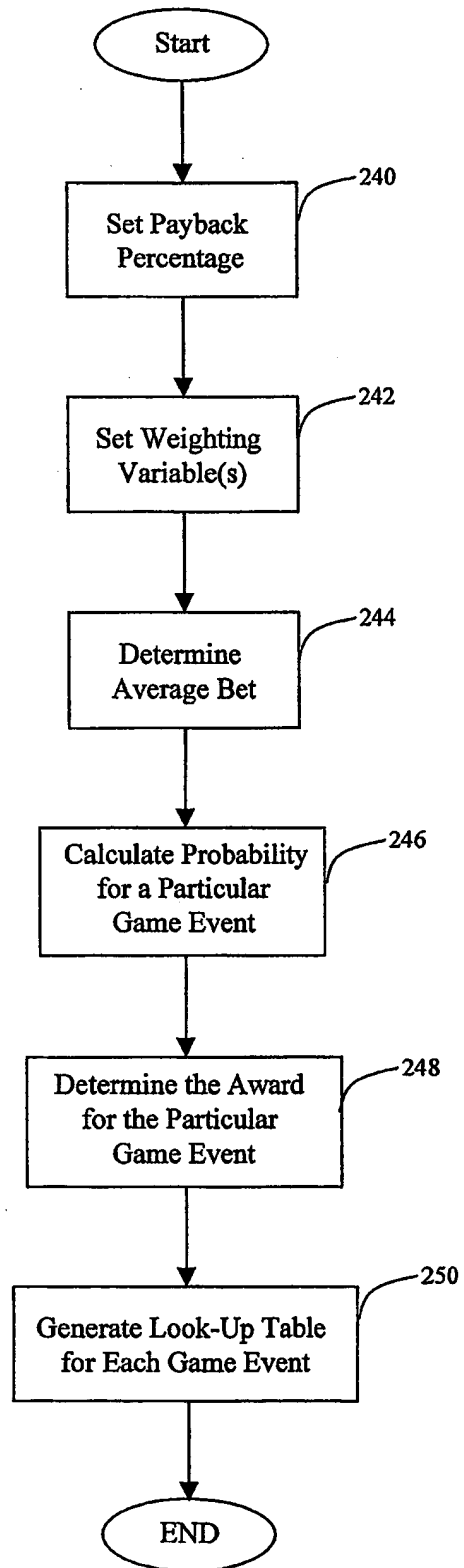 Start
240
Set Payback
Percentage
242
Set Weighting
Variable(s)
244
Determine
Average Bet
246
Calculate Probability
for a Particular
Game Event
248
Determine the Award
for the Particular
Game Event
250
Generate Look-Up Table
for Each Game Event
END